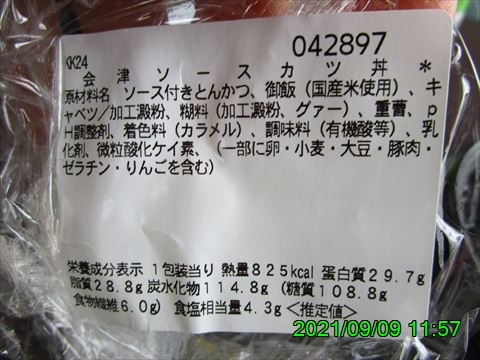 042897
K24
会津ソースカツ丼*
原材料名 ソース付きとんかつ、御飯(国産米使用)、キ
ャベツ/加工澱粉、糊料(加工澱粉、グァー)、重曹、p
H調整剤、着色料(カラメル)、調味料(有機酸等)、乳
化剤、微粒酸化ケイ素、(一部に卵・小麦・大豆・豚肉・
ゼラチン・りんごを含む)
栄養成分表示 1包装当り 熱量825kcal 蛋白質29.7g
脂質28.8g 炭水化物114.8g (糖質108.8g
食物繊維6.0g) 食塩相当量4.3g <推定値>
2021/09/09 11:57